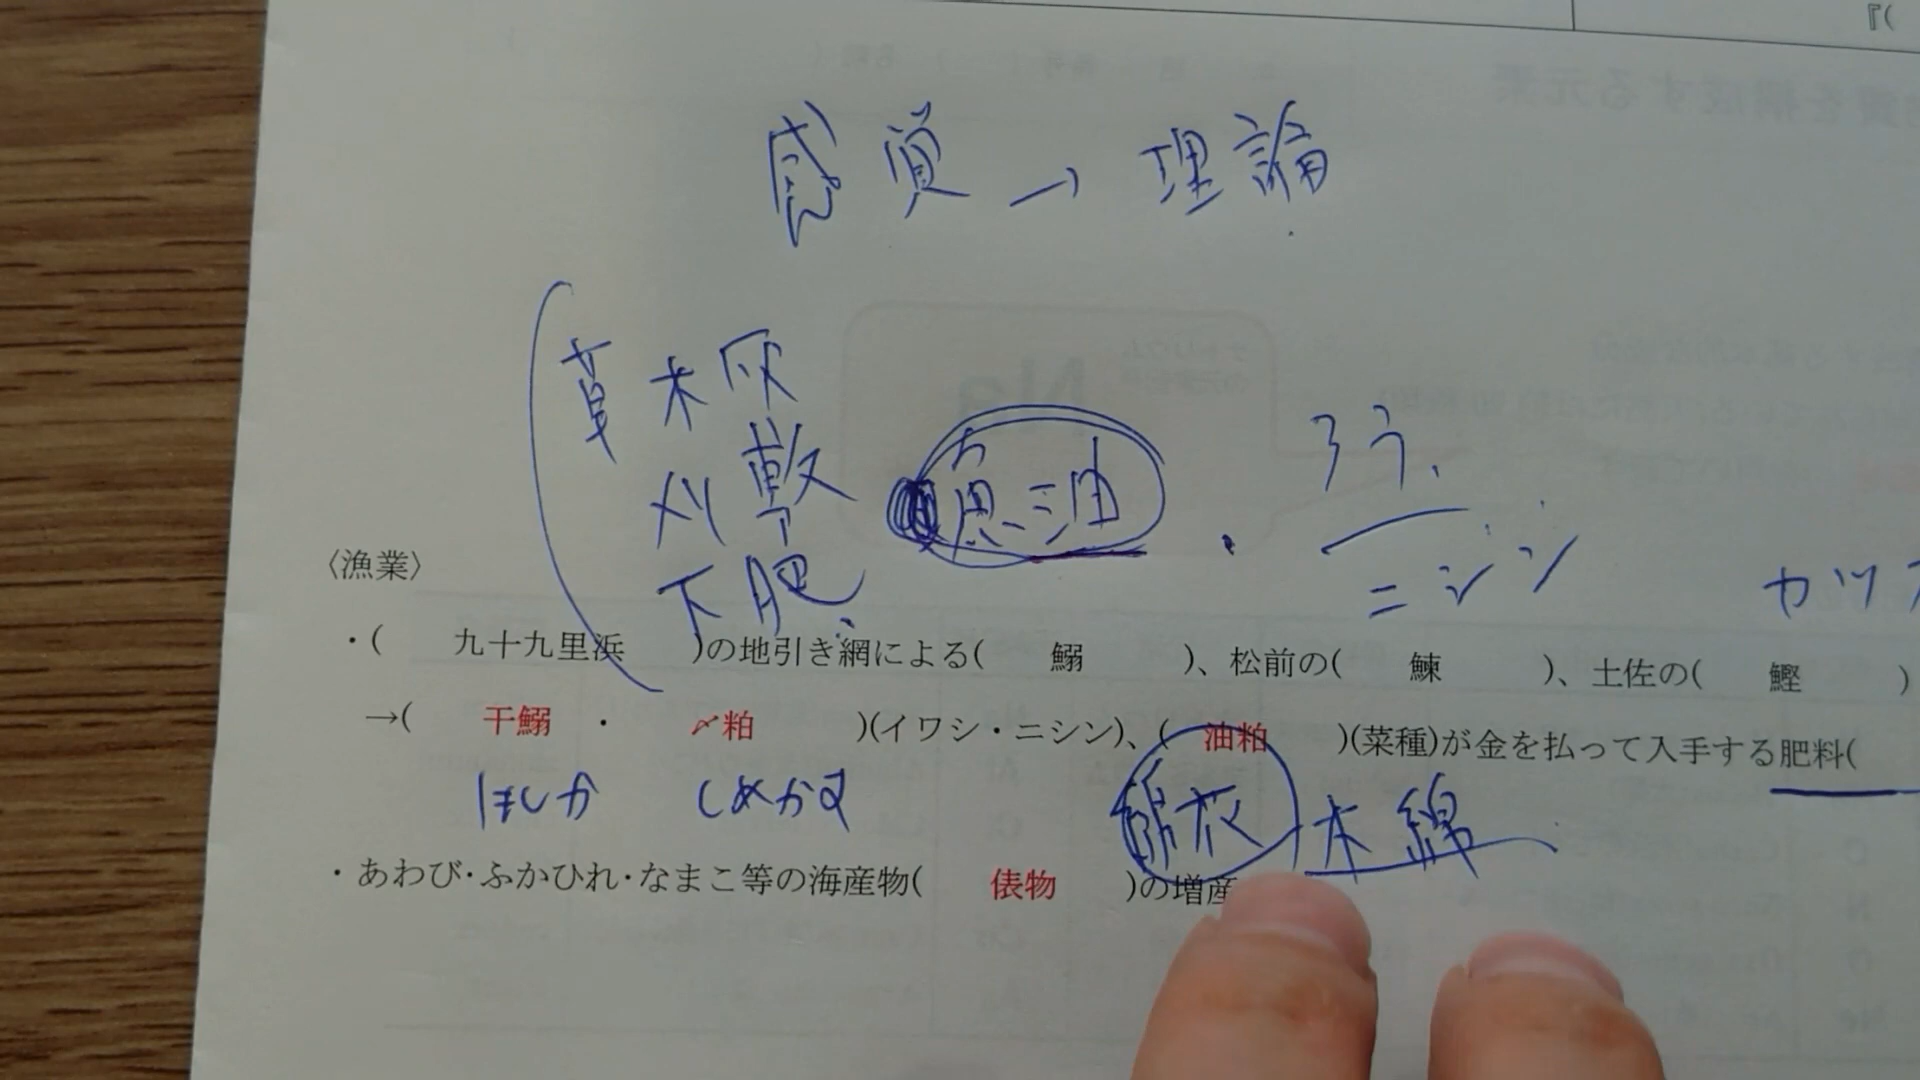 感覚→理論
草木灰
刈敷
下肥
魚油
ろう
ニシン
カツ
〈漁業〉
・( 九十九里浜 )の地引き網による( 鰯 )、松前の( 鰊 )、土佐の( 鰹 )
→( 干鰯 ・ 〆粕 )(イワシ・ニシン)、( 油粕 )(菜種)が金を払って入手する肥料(
ほしか しめかす
木綿
・あわび・ふかひれ・なまこ等の海産物( 俵物 )の増産